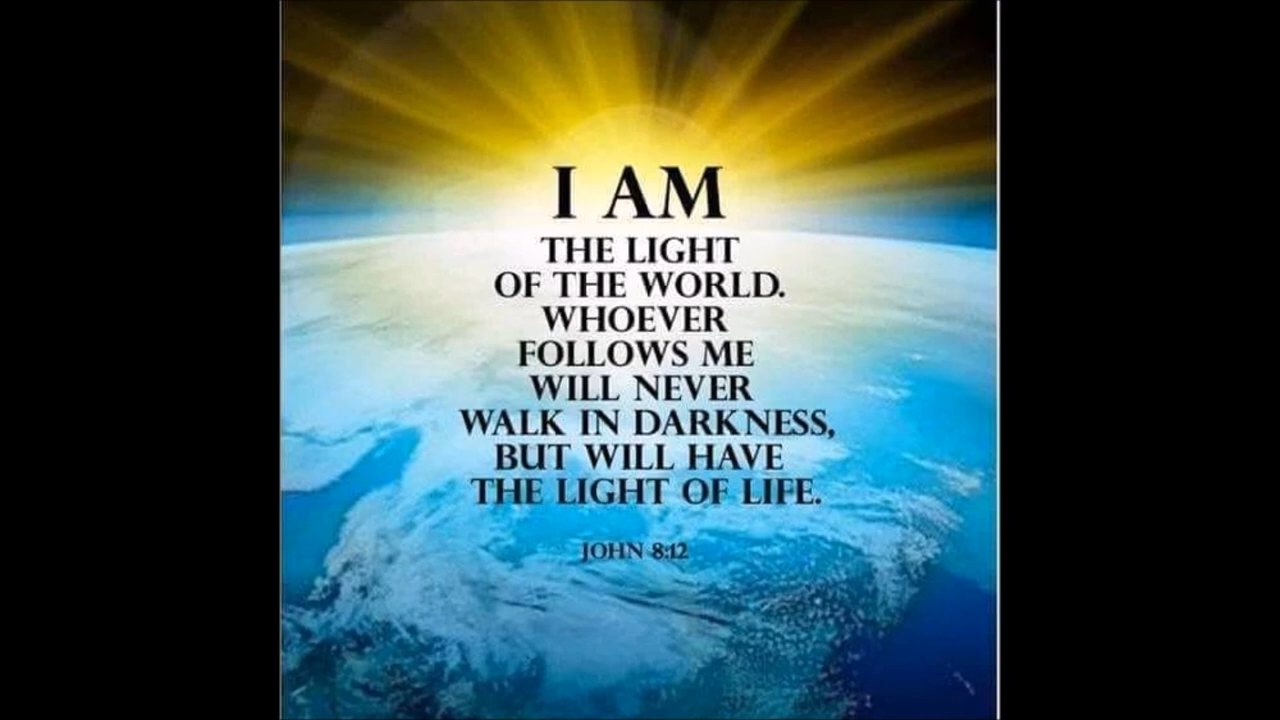 I AM
THE LIGHT
OF THE WORLD.
WHOEVER
FOLLOWS ME
WILL NEVER
WALK IN DARKNESS,
BUT WILL HAVE
THE LIGHT OF LIFE.
JOHN 8:12